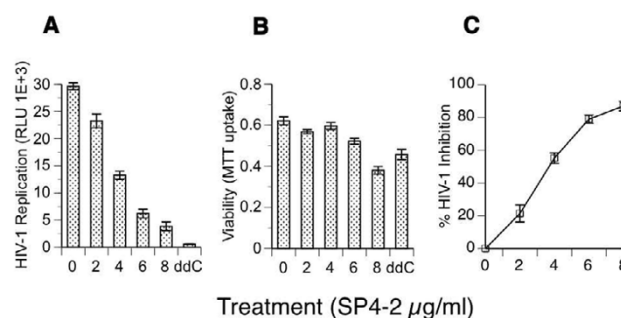 A
B
C
HIV-1 Replication (RLU 1E+3)
30
25
20
15
10
5
0
0 2 4 6 8 ddC
Viability (MTT uptake)
0.8
0.6
0.4
0.2
0
0 2 4 6 8 ddC
% HIV-1 Inhibition
100
80
60
40
20
0
0 2 4 6 8
Treatment (SP4-2 µg/ml)